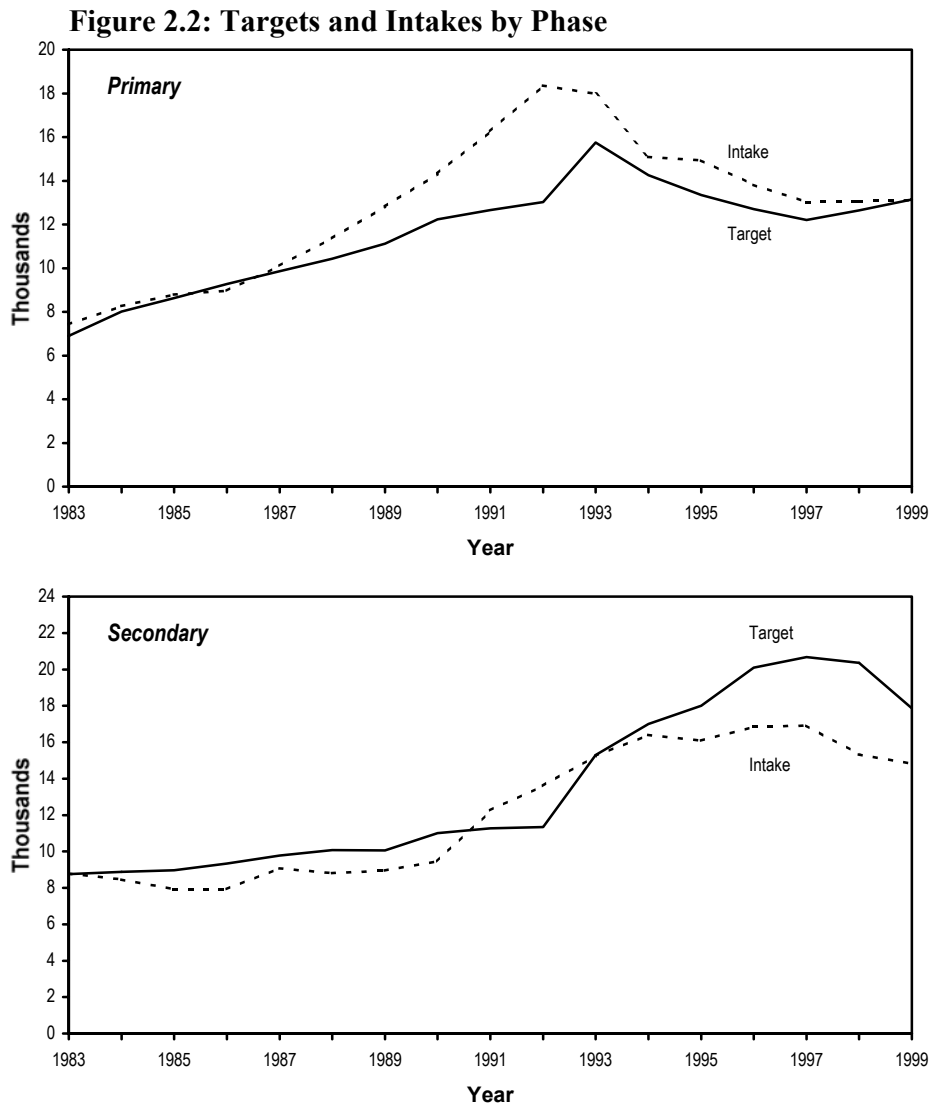 Figure 2.2: Targets and Intakes by Phase
20
Primary
18
16
Intake
14
12
Target
10
Thousands
8
6
4
2
0
1983 1985 1987 1989 1991 1993 1995 1997 1999
Year
24
Secondary
Target
22
20
18
16
Intake
14
12
Thousands
10
8
6
4
2
0
1983 1985 1987 1989 1991 1993 1995 1997 1999
Year